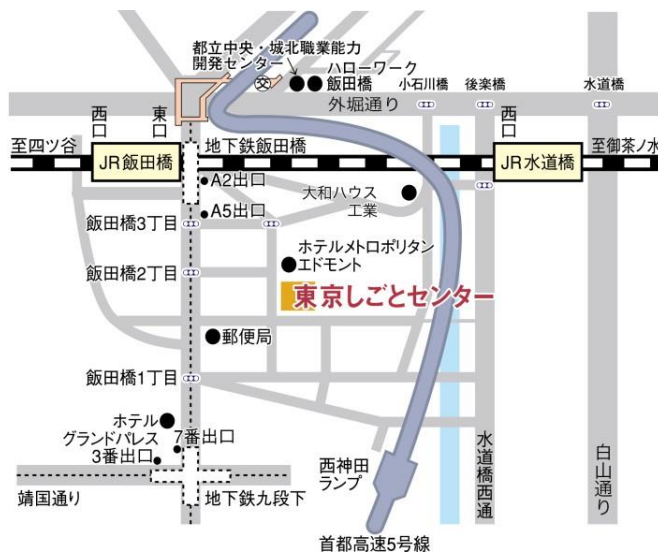 都立中央・城北職業能力
開発センター
ハローワーク
飯田橋
小石川橋
後楽橋
水道橋
外堀通り
西口
東口
西口
至四ツ谷
地下鉄飯田橋
至御茶ノ水
JR飯田橋
JR水道橋
A2出口
大和ハウス
工業
A5出口
飯田橋3丁目
ホテルメトロポリタン
エドモント
飯田橋2丁目
東京しごとセンター
郵便局
飯田橋1丁目
ホテル
グランドパレス
7番出口
3番出口
西神田
ランプ
水道橋西通
白山通り
靖国通り
地下鉄九段下
首都高速5号線